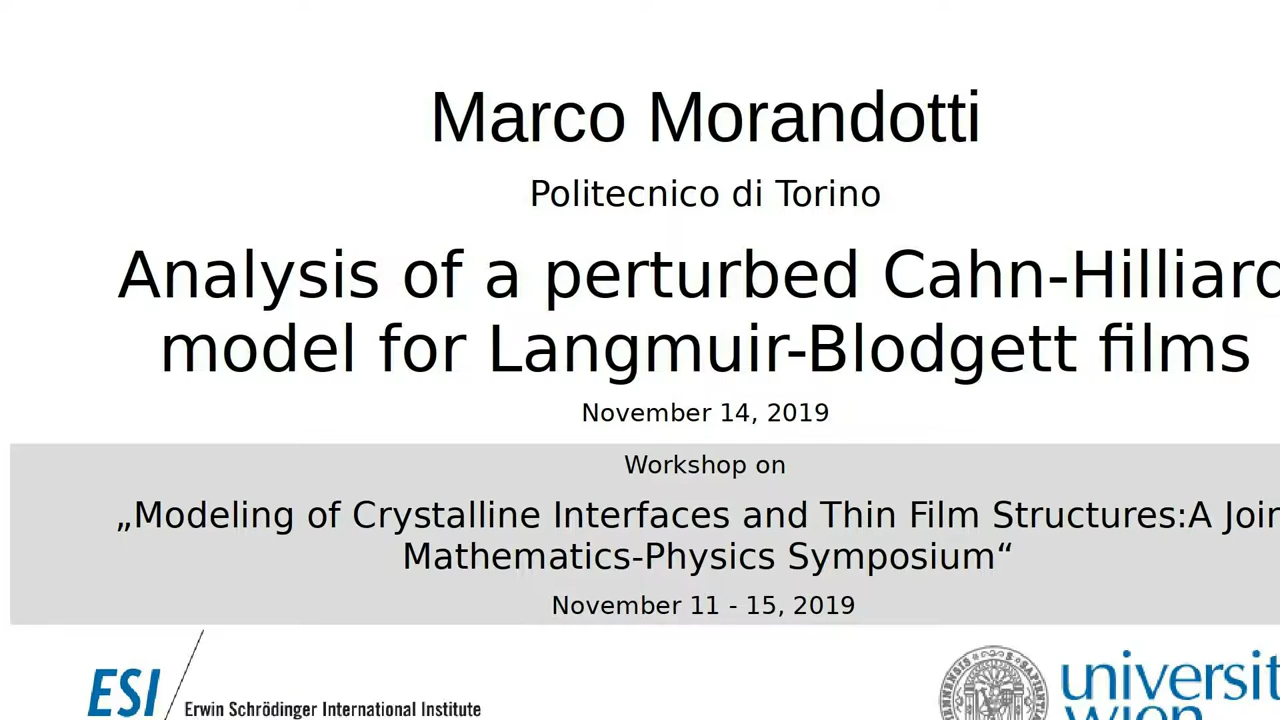 Marco Morandotti
Politecnico di Torino
Analysis of a perturbed Cahn-Hilliard
model for Langmuir-Blodgett films
November 14, 2019
Workshop on
„Modeling of Crystalline Interfaces and Thin Film Structures:A Join
Mathematics-Physics Symposium“
November 11 - 15, 2019
ESI Erwin Schrödinger International Institute
universit
wien